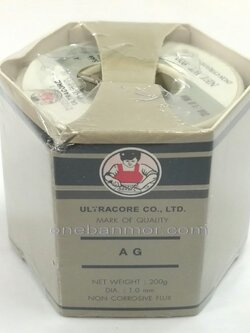 ULTRACORE CO., LTD.
MARK OF QUALITY
onebanmor.com
A G
NET WEIGHT : 200g
DIA. : 1.0 mm
NON CORROSIVE FLUX